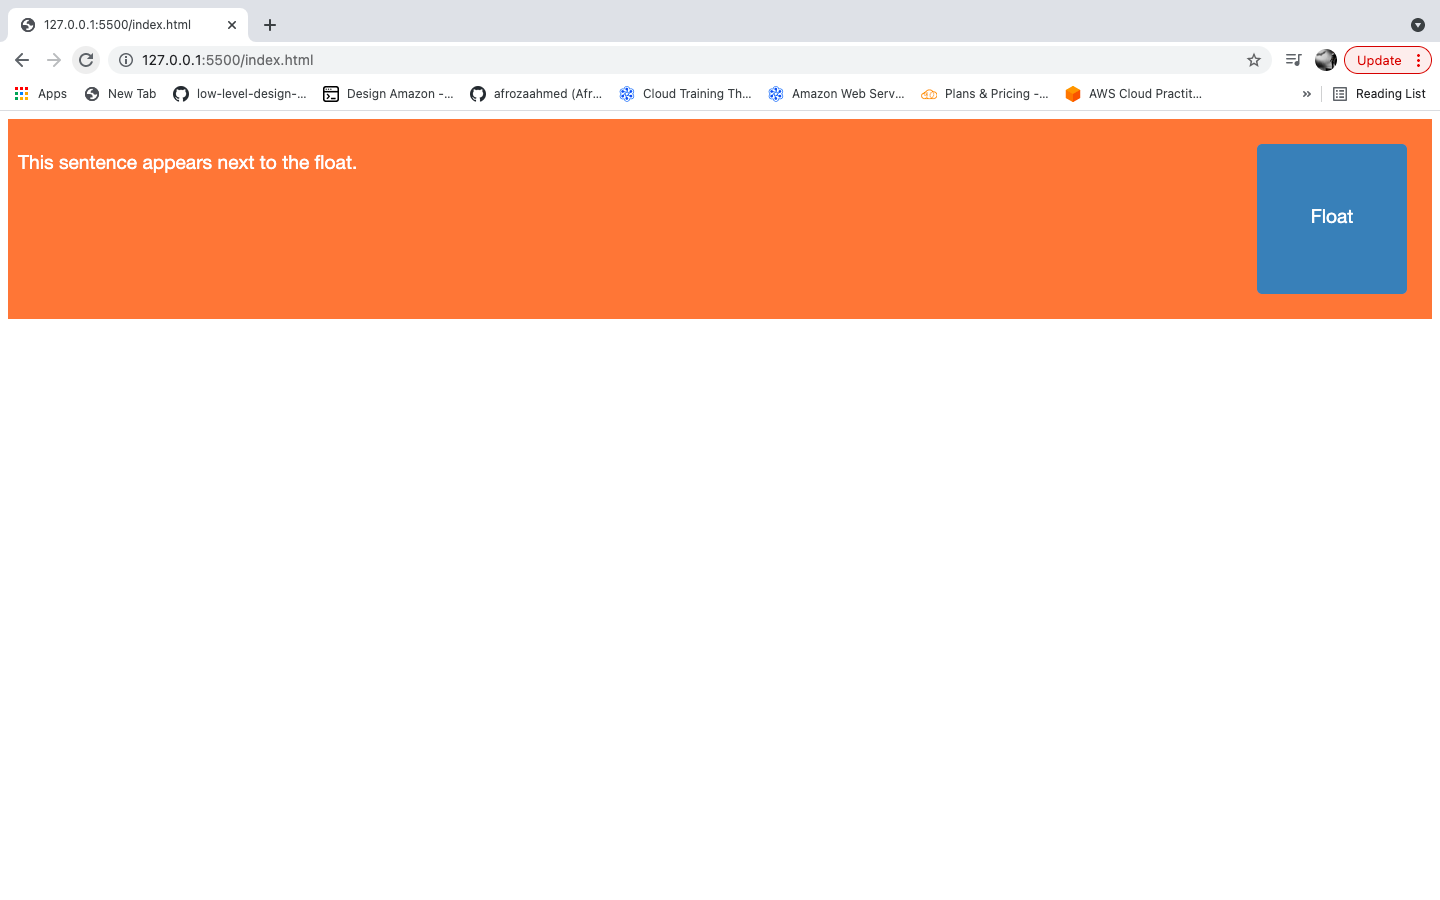 127.0.0.1:5500/index.html
127.0.0.1:5500/index.html
Update
Apps
New Tab
low-level-design-...
Design Amazon -...
afrozaahmed (Afr...
Cloud Training Th...
Amazon Web Serv...
Plans & Pricing -...
AWS Cloud Practit...
»
Reading List
This sentence appears next to the float.
Float